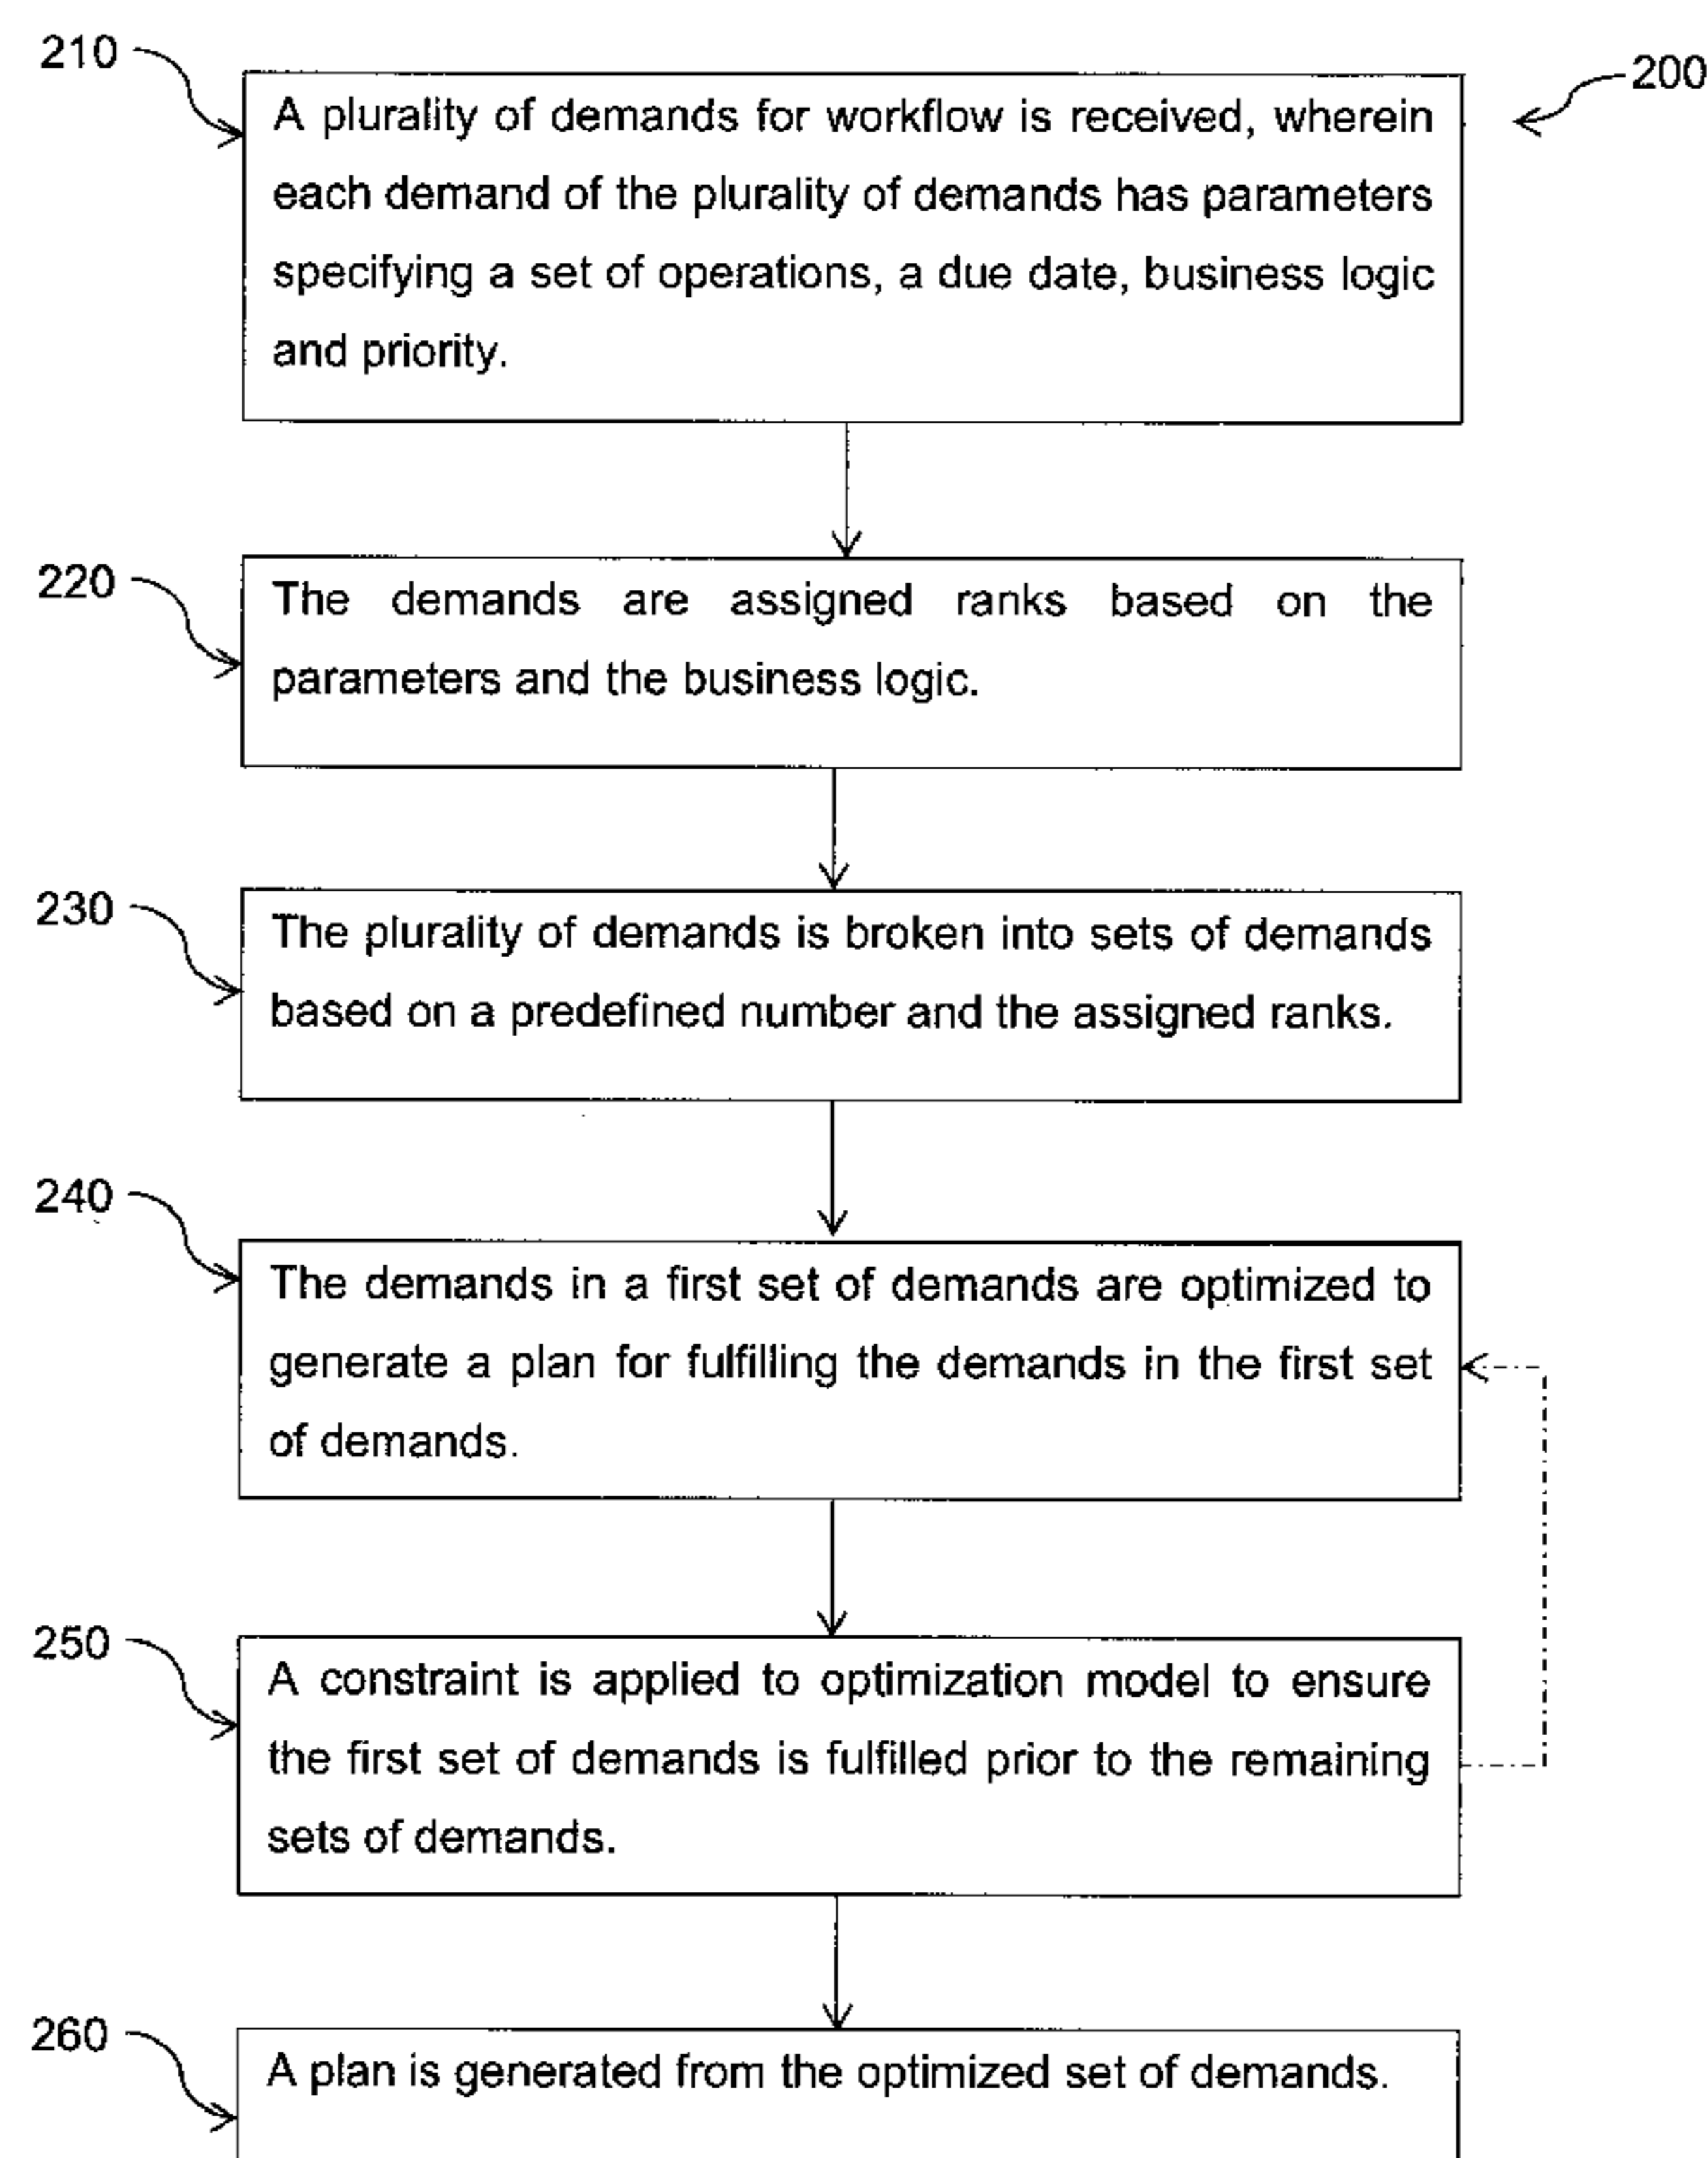 210
200
A plurality of demands for workflow is received, wherein
each demand of the plurality of demands has parameters
specifying a set of operations, a due date, business logic
and priority.
220
The demands are assigned ranks based on the
parameters and the business logic.
230
The plurality of demands is broken into sets of demands
based on a predefined number and the assigned ranks.
240
The demands in a first set of demands are optimized to
generate a plan for fulfilling the demands in the first set
of demands.
250
A constraint is applied to optimization model to ensure
the first set of demands is fulfilled prior to the remaining
sets of demands.
260
A plan is generated from the optimized set of demands.